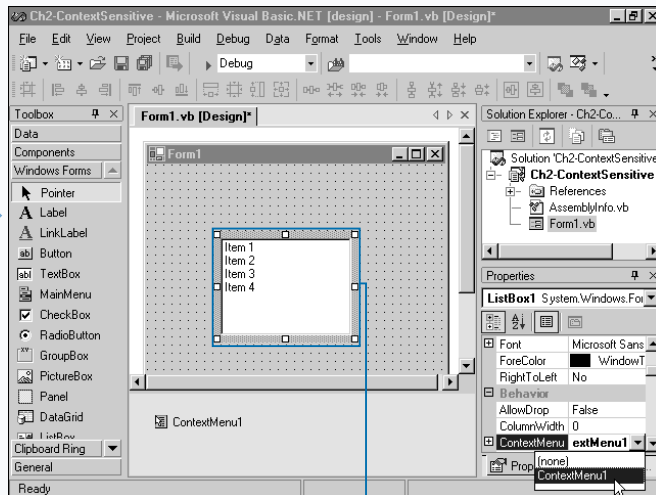 Ch2-ContextSensitive - Microsoft Visual Basic.NET [design] - Form1.vb [Design]*
File Edit View Project Build Debug Data Format Tools Window Help
Debug
Toolbox
Data
Components
Windows Forms
Pointer
Label
LinkLabel
Button
TextBox
MainMenu
CheckBox
RadioButton
GroupBox
PictureBox
Panel
DataGrid
ListBox
Clipboard Ring
General
Form1.vb [Design]*
Form1
Item 1
Item 2
Item 3
Item 4
ContextMenu1
Solution Explorer - Ch2-Co...
Solution 'Ch2-ContextSensitive
Ch2-ContextSensitive
References
AssemblyInfo.vb
Form1.vb
Properties
ListBox1 System.Windows.For
Font Microsoft Sans
ForeColor WindowT
RightToLeft No
Behavior
AllowDrop False
ColumnWidth 0
ContextMenu extMenu1
(none)
ContextMenu1
Prop
Ready